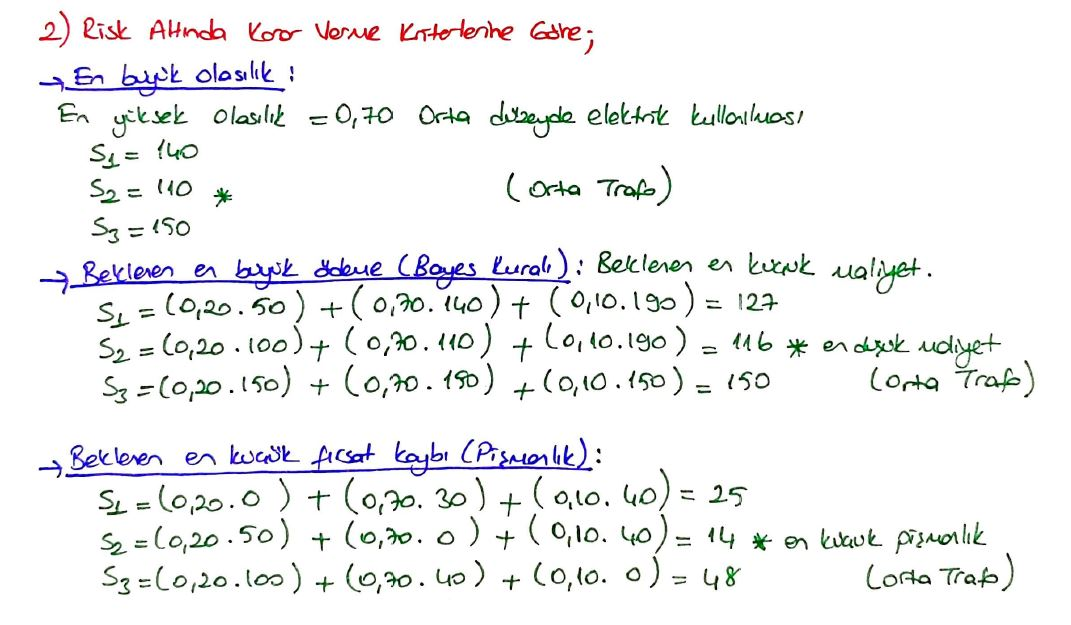 2) Risk Altında Karar Verme Kriterlerine Göre;
→ En büyük olasılık :
En yüksek olasılık = 0,70 Orta düzeyde elektrik kullanılması
S1 = 140
S2 = 110 * (Orta Trafo)
S3 = 150
→ Beklenen en büyük ödeme (Bayes Kuralı) : Beklenen en küçük maliyet.
S1 = (0,20 . 50) + (0,70 . 140) + (0,10 . 190) = 127
S2 = (0,20 . 100) + (0,70 . 110) + (0,10 . 190) = 116 * en düşük maliyet
S3 = (0,20 . 150) + (0,70 . 150) + (0,10 . 150) = 150 (Orta Trafo)
→ Beklenen en küçük fırsat kaybı (Pişmanlık) :
S1 = (0,20 . 0) + (0,70 . 30) + (0,10 . 40) = 25
S2 = (0,20 . 50) + (0,70 . 0) + (0,10 . 40) = 14 * en küçük pişmanlık
S3 = (0,20 . 100) + (0,70 . 40) + (0,10 . 0) = 48 (Orta Trafo)